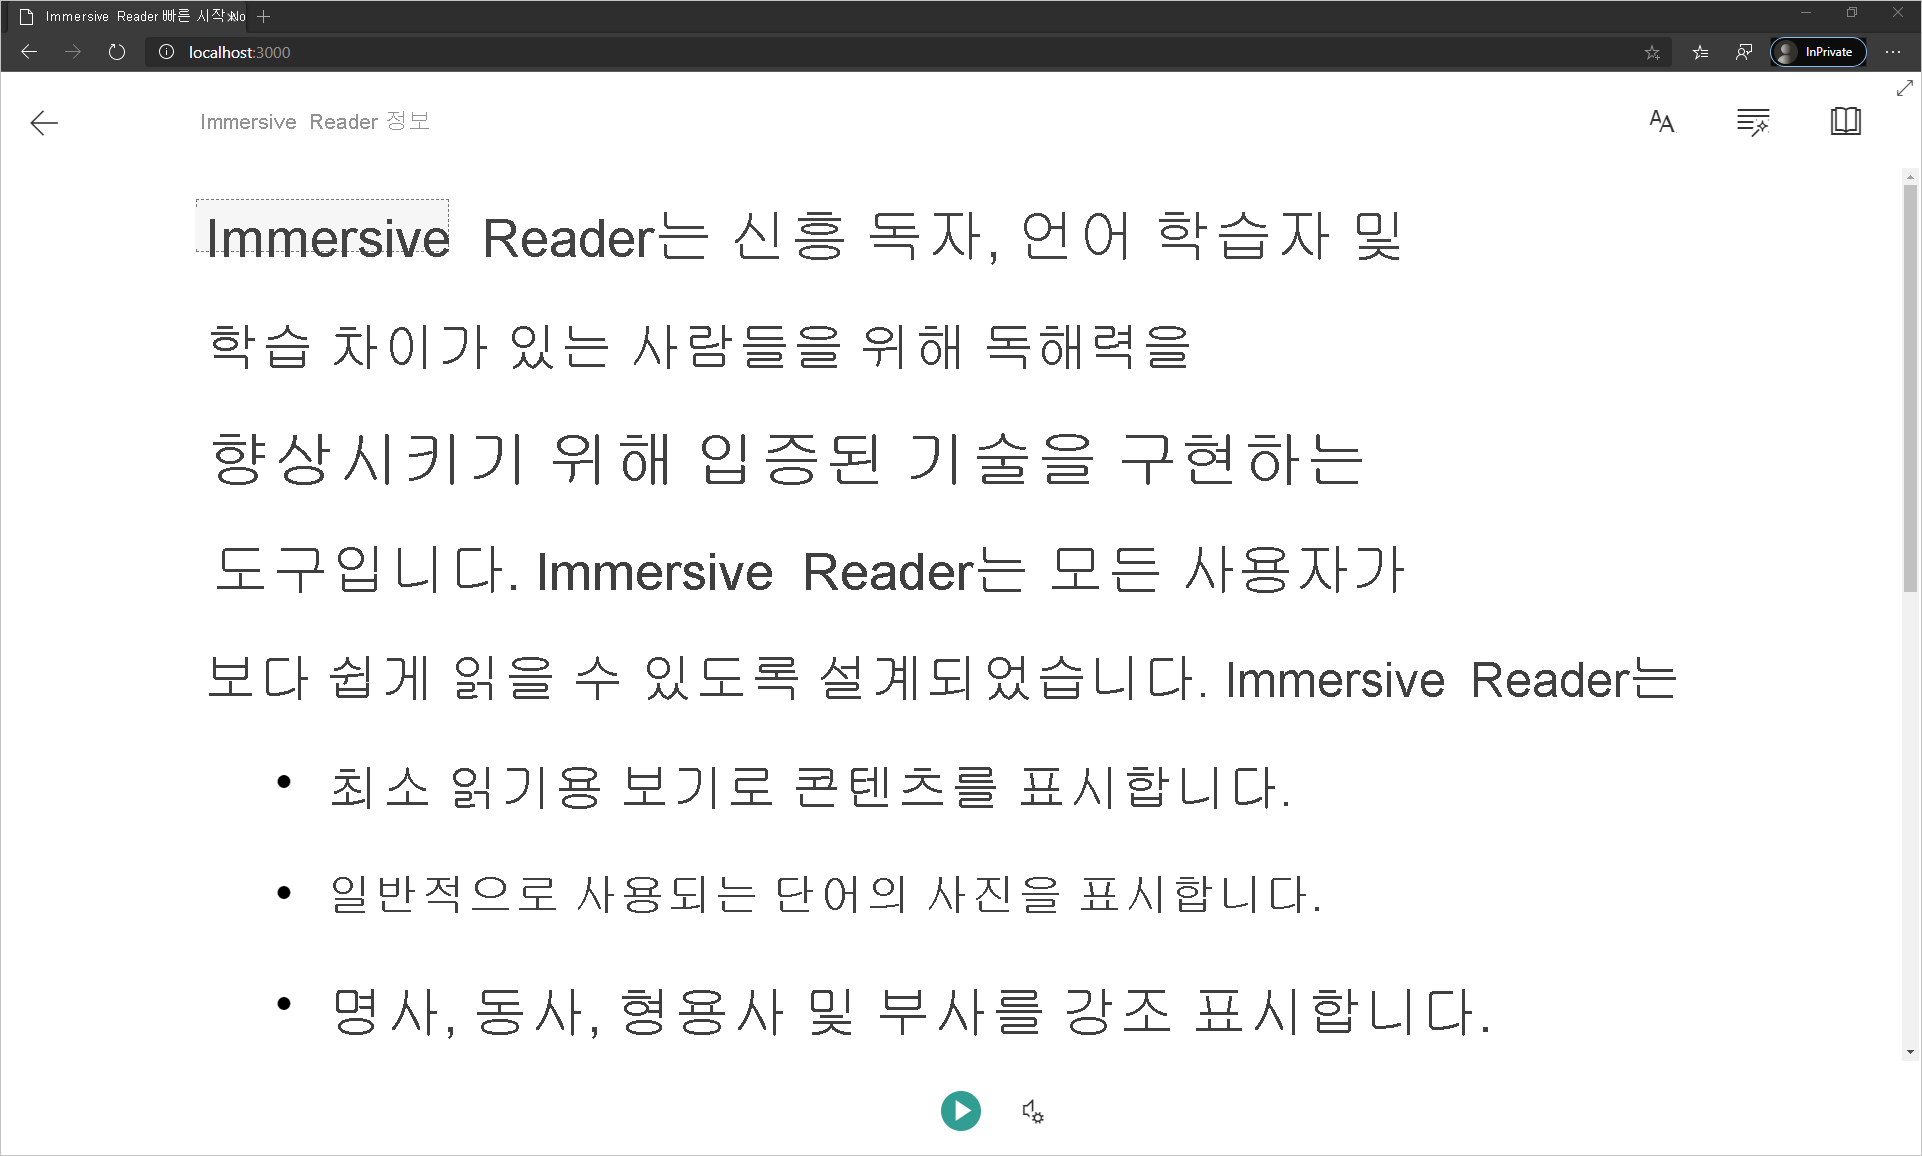 Immersive Reader 빠른 시작 No
localhost:3000
InPrivate
Immersive Reader 정보
Immersive Reader는 신흥 독자, 언어 학습자 및
학습 차이가 있는 사람들을 위해 독해력을
향상시키기 위해 입증된 기술을 구현하는
도구입니다. Immersive Reader는 모든 사용자가
보다 쉽게 읽을 수 있도록 설계되었습니다. Immersive Reader는
• 최소 읽기용 보기로 콘텐츠를 표시합니다.
• 일반적으로 사용되는 단어의 사진을 표시합니다.
• 명사, 동사, 형용사 및 부사를 강조 표시합니다.